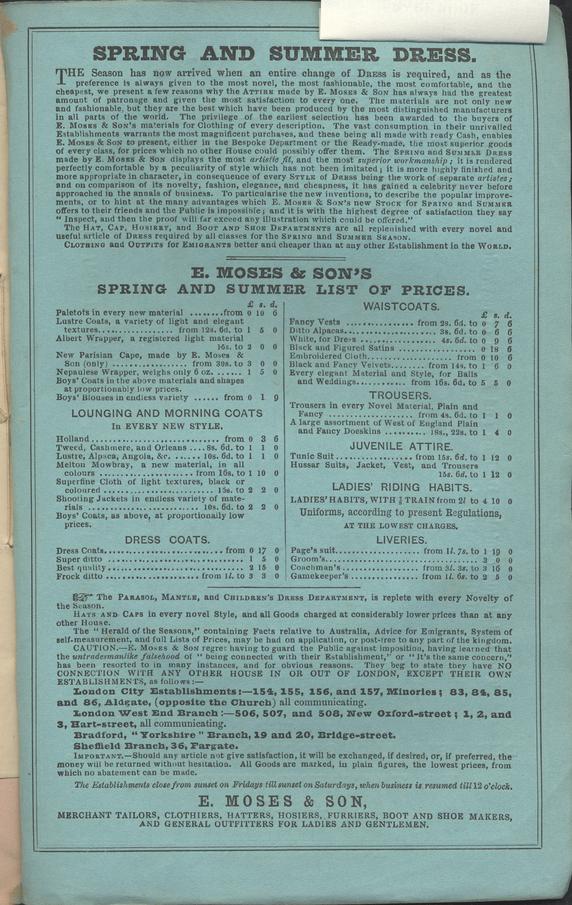 SPRING AND SUMMER DRESS.
THE Season has now arrived when an entire change of DRESS is required, and as the
preference is always given to the most novel, the most fashionable, the most comfortable, and the
cheapest, we present a few reasons why the ATTIRE made by E. MOSES & SON has always had the greatest
amount of patronage and given the most satisfaction to every one. The materials are not only new
and fashionable, but they are the best which have been produced by the most distinguished manufacturers
in all parts of the world. The privilege of the earliest selection has been awarded to the buyers of
E. MOSES & SON'S materials for Clothing of every description. The vast consumption in their unrivalled
Establishments warrants the most magnificent purchases, and these being all made with ready Cash, enables
E. MOSES & SON to present, either in the Bespoke Department or the Ready-made, the most superior goods
of every class, for prices which no other House could possibly offer them. The SPRING and SUMMER DRESS
made by E. MOSES & SON displays the most artistic fit, and the most superior workmanship; it is rendered
perfectly comfortable by a peculiarity of style which has not been imitated; it is more highly finished and
more appropriate in character, in consequence of every STYLE of DRESS being the work of separate artistes;
and on comparison of its novelty, fashion, elegance, and cheapness, it has gained a celebrity never before
approached in the annals of business. To particularise the new inventions, to describe the popular improve-
ments, or to hint at the many advantages which E. MOSES & SON'S new STOCK for SPRING and SUMMER
offers to their friends and the Public is impossible; and it is with the highest degree of satisfaction they say
"Inspect, and then the proof will far exceed any illustration which could be offered."
The HAT, CAP, HOSIERY, and BOOT AND SHOE DEPARTMENTS are all replenished with every novel and
useful article of DRESS required by all classes for the SPRING and SUMMER SEASON.
CLOTHING and OUTFITS for EMIGRANTS better and cheaper than at any other Establishment in the WORLD.
E. MOSES & SON'S
SPRING AND SUMMER LIST OF PRICES.
£ s. d.
Paletots in every new material ........from 0 10 6
Lustre Coats, a variety of light and elegant
textures.............. from 12s. 6d. to 1 5 0
Albert Wrapper, a registered light material
16s. to 2 0 0
New Parisian Cape, made by E. Moses &
Son (only) .............from 30s. to 3 0 0
Nepaulese Wrapper, weighs only 6 oz....... 1 5 0
Boys' Coats in the above materials and shapes
at proportionably low prices.
Boys' Blouses in endless variety ...... from 0 1 9
LOUNGING AND MORNING COATS
In EVERY NEW STYLE.
Holland ........................ from 0 3 6
Tweed, Cashmere, and Orleans .... 8s. 6d. to 1 1 0
Lustre, Alpaca, Angola, &c. ...... 10s. 6d. to 1 1 0
Melton Mowbray, a new material, in all
colours .................from 16s. to 1 10 0
Superfine Cloth of light textures, black or
coloured .................... 18s. to 2 2 0
Shooting Jackets in endless variety of mate-
rials .................... 10s. 6d. to 2 2 0
Boys' Coats, as above, at proportionally low
prices.
DRESS COATS.
Dress Coats.......................from 0 17 0
Super ditto ....................... 1 5 0
Best quality....................... 2 15 0
Frock ditto ................from 1l. to 3 3 0
WAISTCOATS.
£ s. d.
Fancy Vests ............ from 2s. 6d. to 0 7 6
Ditto Alpacas.................. 3s. 6d. to 0 6 6
White, for Dress .............. 4s. 6d. to 0 9 6
Black and Figured Satins .............. 0 18 6
Embroidered Cloth.............. from 0 10 6
Black and Fancy Velvets..........from 14s. to 1 6 0
Every elegant Material and Style, for Balls
and Weddings........... from 16s. 6d. to 5 5 0
TROUSERS.
Trousers in every Novel Material, Plain and
Fancy .................. from 4s. 6d. to 1 1 0
A large assortment of West of England Plain
and Fancy Doeskins ........18s., 22s. to 1 4 0
JUVENILE ATTIRE.
Tunic Suit............... from 15s. 6d. to 1 12 0
Hussar Suits, Jacket, Vest, and Trousers
15s. 6d. to 1 12 0
LADIES' RIDING HABITS.
LADIES' HABITS, WITH ¾ TRAIN from 2l to 4 10 0
Uniforms, according to present Regulations,
AT THE LOWEST CHARGES.
LIVERIES.
Page's suit................ from 1l. 7s. to 1 19 0
Groom's ....................... 3 0 0
Coachman's .............. from 3l. 3s. to 3 16 0
Gamekeeper's ............ from 1l. 6s. to 2 5 0
☞ The PARASOL, MANTLE, and CHILDREN'S DRESS DEPARTMENT, is replete with every Novelty of
the Season.
HATS AND CAPS in every novel Style, and all Goods charged at considerably lower prices than at any
other House.
The "Herald of the Seasons," containing Facts relative to Australia, Advice for Emigrants, System of
self-measurement, and full Lists of Prices, may be had on application, or post-free to any part of the kingdom.
CAUTION.—E. MOSES & SON regret having to guard the Public against imposition, having learned that
the untradesmanlike falsehood of "being connected with their Establishment," or "It's the same concern,"
has been resorted to in many instances, and for obvious reasons. They beg to state they have NO
CONNECTION WITH ANY OTHER HOUSE IN OR OUT OF LONDON, EXCEPT THEIR OWN
ESTABLISHMENTS, as follows:—
London City Establishments:—154, 155, 156, and 157, Minories; 83, 84, 85,
and 86, Aldgate, (opposite the Church) all communicating.
London West End Branch:—506, 507, and 508, New Oxford-street; 1, 2, and
3, Hart-street, all communicating.
Bradford, "Yorkshire" Branch, 19 and 20, Bridge-street.
Sheffield Branch, 36, Fargate.
IMPORTANT.—Should any article not give satisfaction, it will be exchanged, if desired, or, if preferred, the
money will be returned without hesitation. All Goods are marked, in plain figures, the lowest prices, from
which no abatement can be made.
The Establishments close from sunset on Fridays till sunset on Saturdays, when business is resumed till 12 o'clock.
E. MOSES & SON,
MERCHANT TAILORS, CLOTHIERS, HATTERS, HOSIERS, FURRIERS, BOOT AND SHOE MAKERS,
AND GENERAL OUTFITTERS FOR LADIES AND GENTLEMEN.